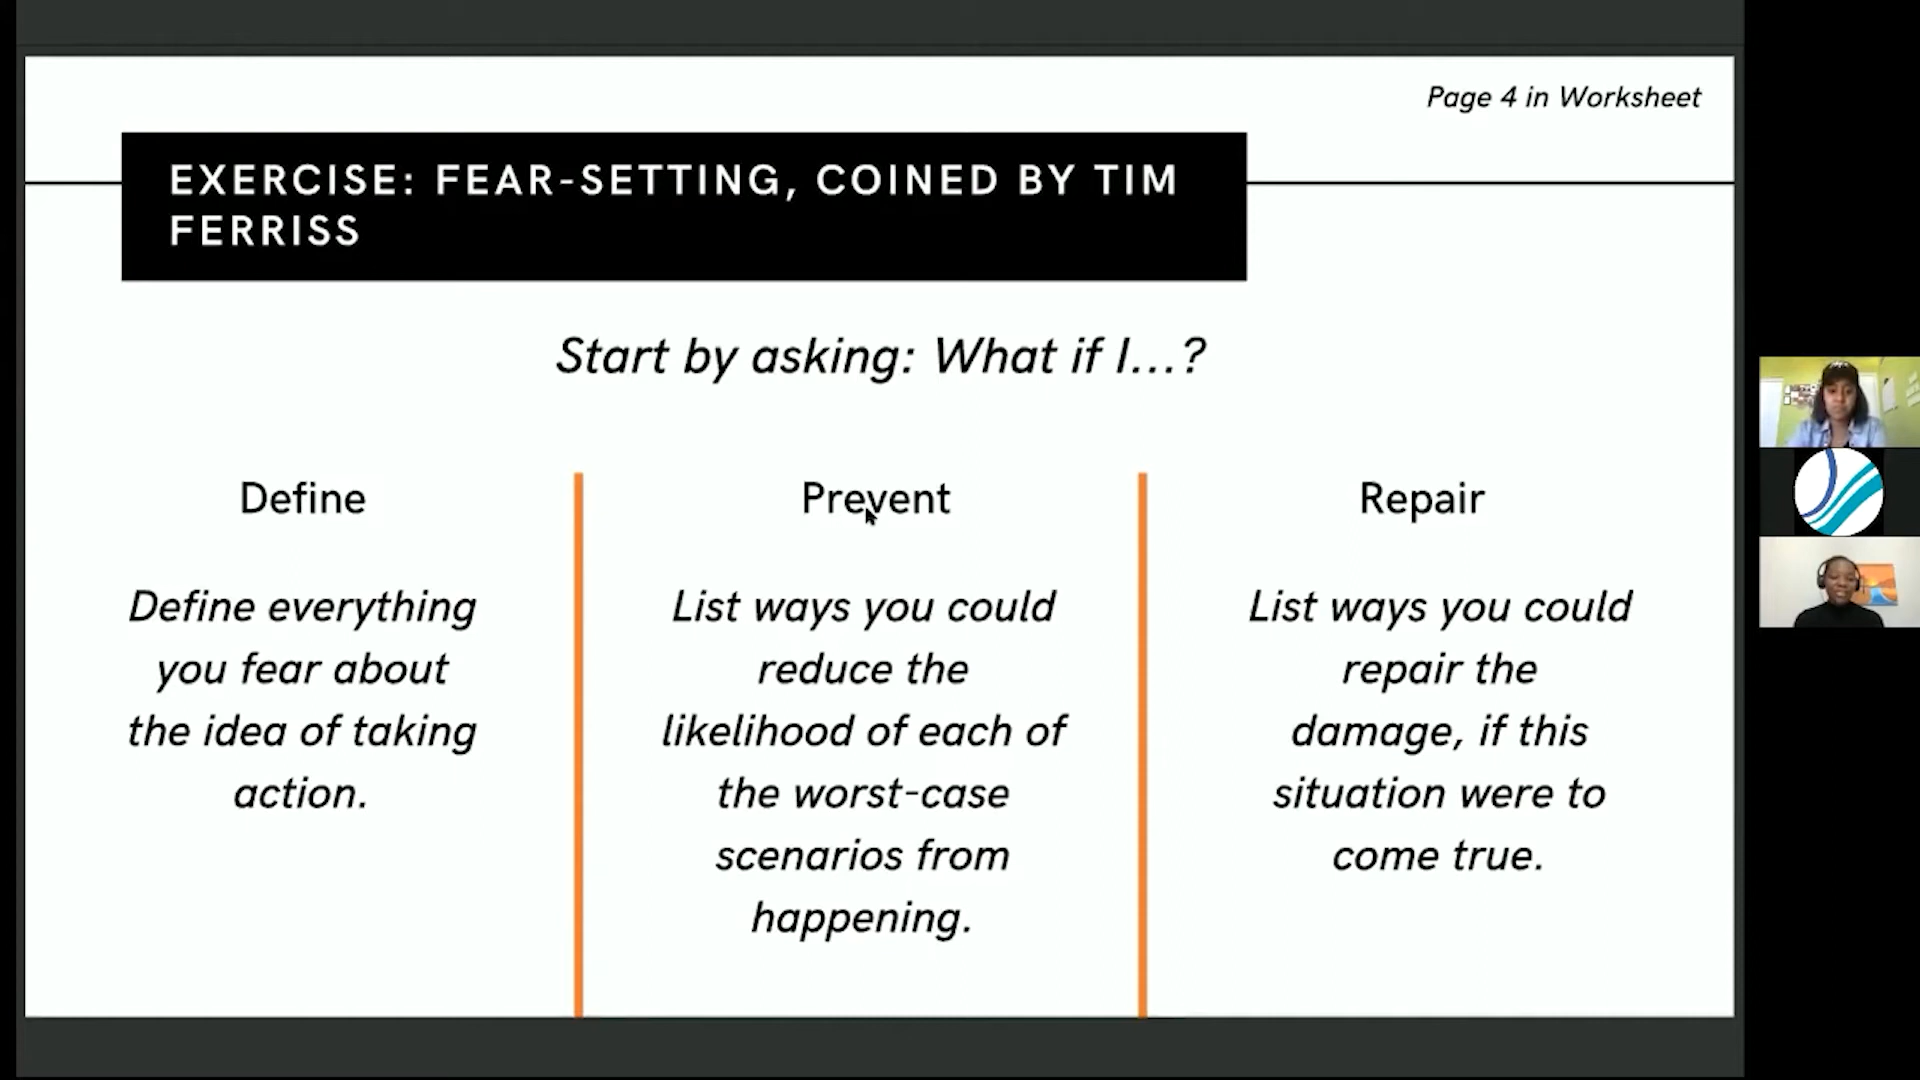 Page 4 in Worksheet
EXERCISE: FEAR-SETTING, COINED BY TIM
FERRISS
Start by asking: What if I...?
Define
Define everything
you fear about
the idea of taking
action.
Prevent
List ways you could
reduce the
likelihood of each of
the worst-case
scenarios from
happening.
Repair
List ways you could
repair the
damage, if this
situation were to
come true.